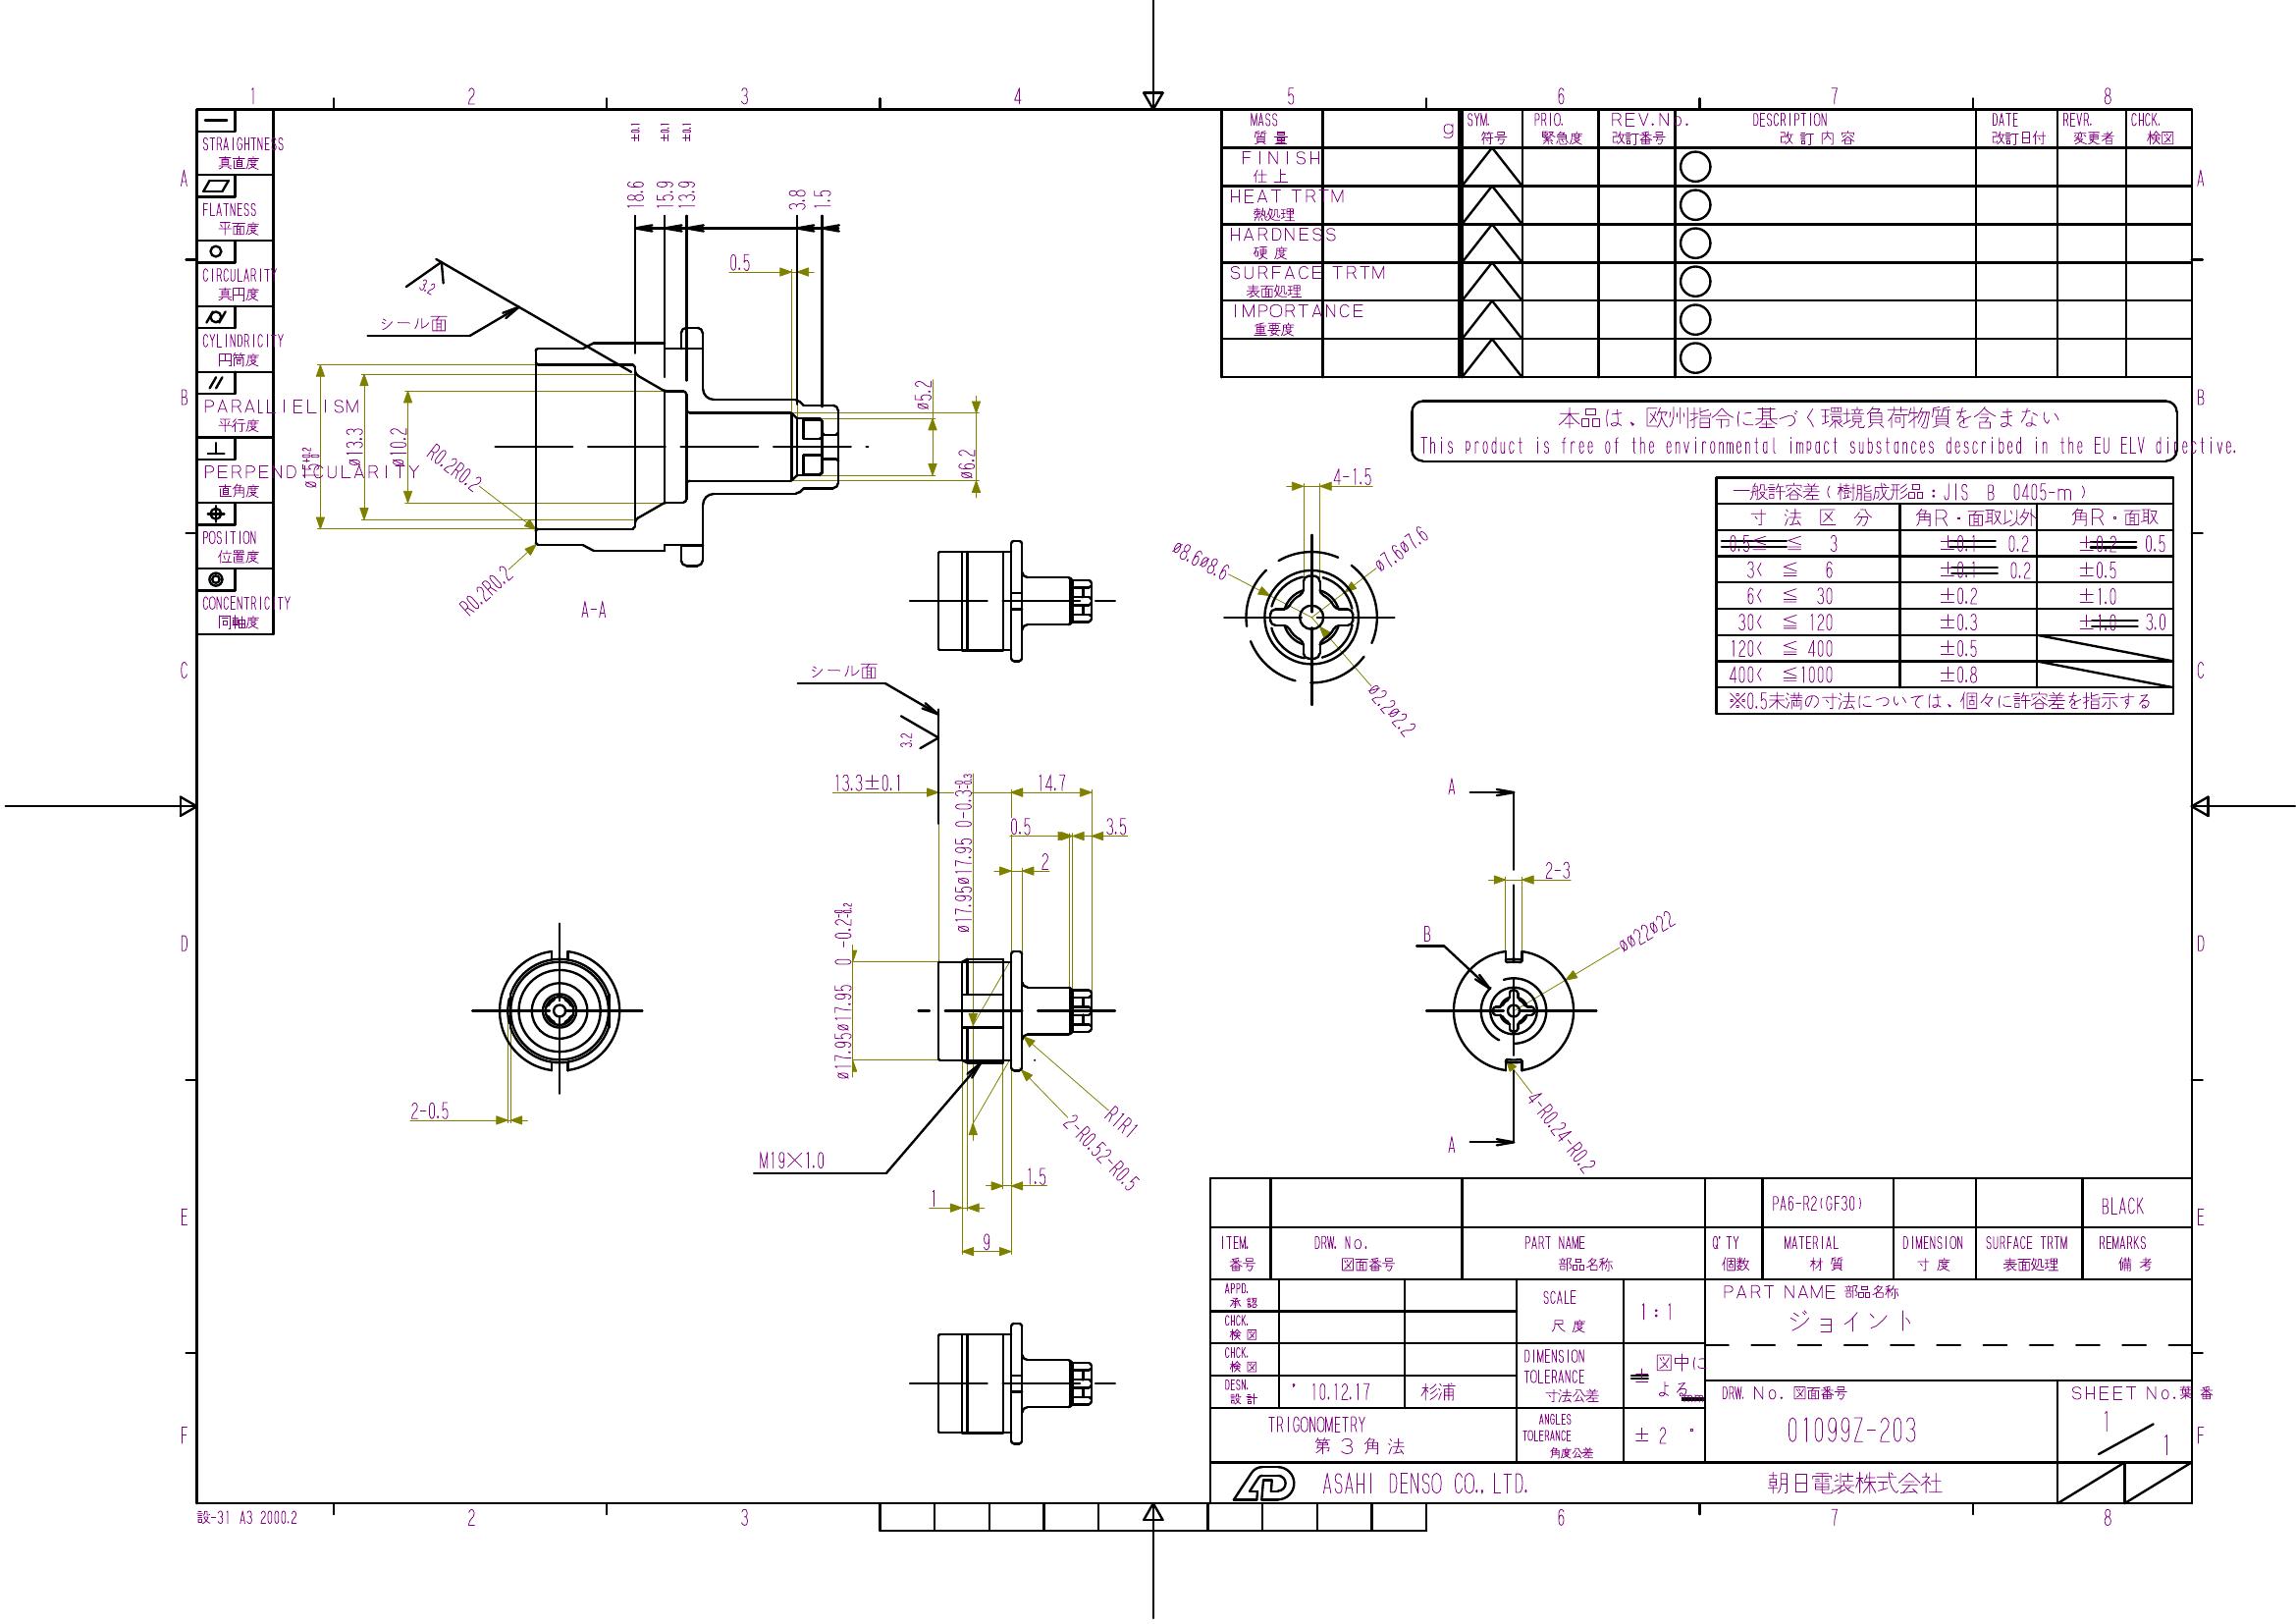 1 2 3 4 5 6 7 8
A
B
C
D
E
F
STRAIGHTNESS
真直度
FLATNESS
平面度
CIRCULARITY
真円度
CYLINDRICITY
円筒度
PARALLIELISM
平行度
PERPENDICULARITY
直角度
POSITION
位置度
CONCENTRICITY
同軸度
±0.1 ±0.1 ±0.1
18.6 15.9 13.9 3.8 1.5
0.5
3.2
シール面
ø15 +0.2
ø13.3
ø10.2
R0.2R0.2
R0.2R0.2
ø5.2
ø6.2
A-A
MASS
質量
g
FINISH
仕上
HEAT TRTM
熱処理
HARDNESS
硬度
SURFACE TRTM
表面処理
IMPORTANCE
重要度
SYM. PRIO. REV.No. DESCRIPTION DATE REVR. CHCK.
符号 緊急度 改訂番号 改訂内容 改訂日付 変更者 検図
本品は、欧州指令に基づく環境負荷物質を含まない
This product is free of the environmental impact substances described in the EU ELV directive.
一般許容差(樹脂成形品:JIS B 0405-m)
寸法区分 角R・面取以外 角R・面取
0.5≦ ≦ 3 ±0.1 0.2 ±0.2 0.5
3< ≦ 6 ±0.1 0.2 ±0.5
6< ≦ 30 ±0.2 ±1.0
30< ≦ 120 ±0.3 ±1.0 3.0
120< ≦ 400 ±0.5
400< ≦1000 ±0.8
※0.5未満の寸法については、個々に許容差を指示する
4-1.5
ø8.6ø8.6
ø7.6ø7.6
ø2.2ø2.2
シール面
3.2
13.3±0.1
14.7
0.5
3.5
2
ø17.95ø17.95 0-0.3
ø17.95ø17.95 0 -0.2
R1R1
2-R0.52-R0.5
M19×1.0
1.5
1
9
2-0.5
A
2-3
B
øø22ø22
4-R0.24-R0.2
A
PA6-R2(GF30) BLACK
ITEM. DRW. No. PART NAME Q'TY MATERIAL DIMENSION SURFACE TRTM REMARKS
番号 図面番号 部品名称 個数 材質 寸度 表面処理 備考
APPD.
承認
CHCK.
検図
CHCK.
検図
DESN.
設計
' 10.12.17 杉浦
SCALE
尺度
1:1
DIMENSION
TOLERANCE
寸法公差
± 図中に
よる
TRIGONOMETRY
第3角法
ANGLES
TOLERANCE
角度公差
± 2 °
PART NAME 部品名称
ジョイント
DRW. No. 図面番号
01099Z-203
SHEET No.葉番
1
1
ASAHI DENSO CO., LTD. 朝日電装株式会社
設-31 A3 2000.2
2 3 6 7 8
A
B
C
D
E
F